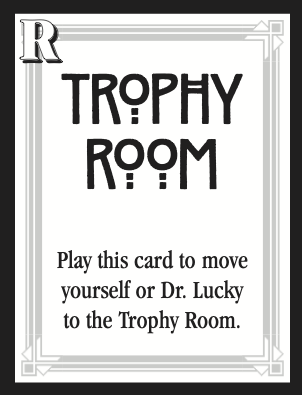 R
TROPHY
ROOM
Play this card to move
yourself or Dr. Lucky
to the Trophy Room.